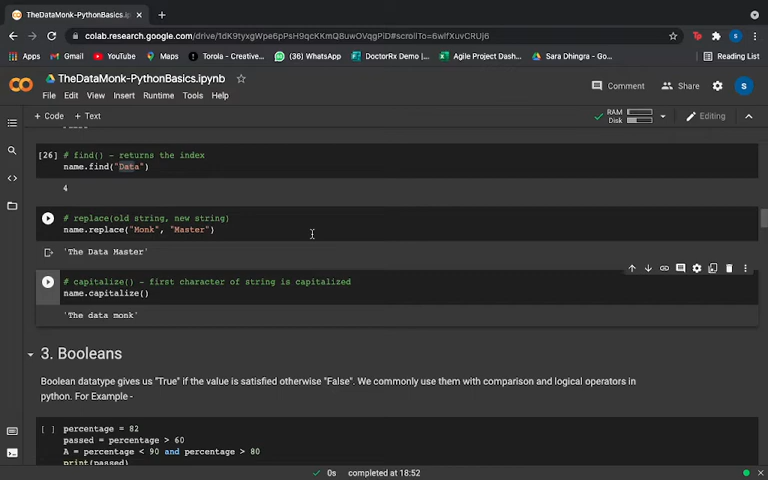 TheDataMonk-PythonBasics.ip
colab.research.google.com/drive/1dK9tyxgWpe6pPsH9qcKKmQ8uwOVqgPID#scrollTo=6wIfXuvCRUj6
Apps Gmail YouTube Maps Torola - Creative... (36) WhatsApp DoctorRx Demo |... Agile Project Dash... Sara Dhingra - Go... Reading List
TheDataMonk-PythonBasics.ipynb
Comment Share S
File Edit View Insert Runtime Tools Help
+ Code + Text
RAM
Disk
Editing
[26] # find() - returns the index
name.find("Data")
4
# replace(old string, new string)
name.replace("Monk", "Master")
'The Data Master'
# capitalize() - first character of string is capitalized
name.capitalize()
'The data monk'
3. Booleans
Boolean datatype gives us "True" if the value is satisfied otherwise "False". We commonly use them with comparison and logical operators in
python. For Example -
[ ] percentage = 82
passed = percentage > 60
A = percentage < 90 and percentage > 80
print(passed)
0s completed at 18:52